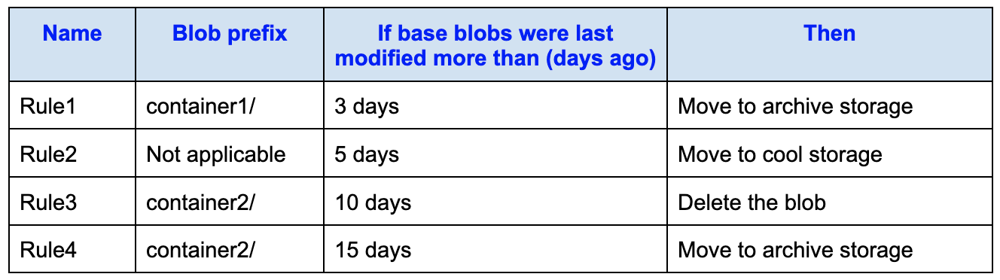 Name Blob prefix If base blobs were last modified more than (days ago) Then
Rule1 container1/ 3 days Move to archive storage
Rule2 Not applicable 5 days Move to cool storage
Rule3 container2/ 10 days Delete the blob
Rule4 container2/ 15 days Move to archive storage